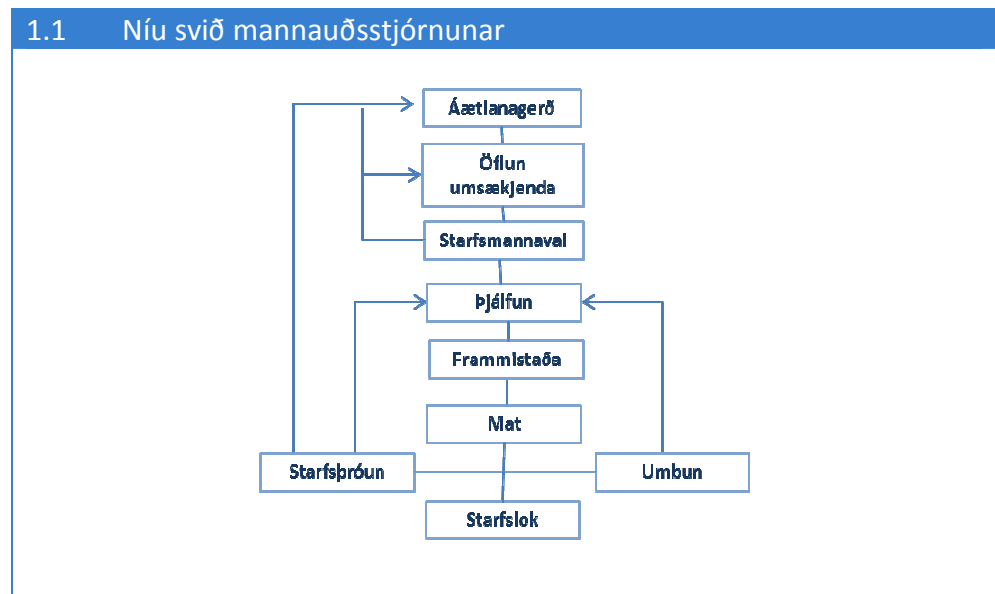 1.1 Níu svið mannauðsstjórnunar
Áætlanagerð
Öflun
umsækjenda
Starfsmannaval
Þjálfun
Frammistaða
Mat
Starfsþróun
Umbun
Starfslok